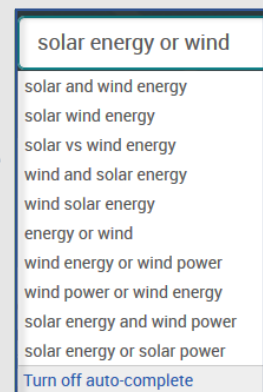 solar energy or wind
solar and wind energy
solar wind energy
solar vs wind energy
wind and solar energy
wind solar energy
energy or wind
wind energy or wind power
wind power or wind energy
solar energy and wind power
solar energy or solar power
Turn off auto-complete